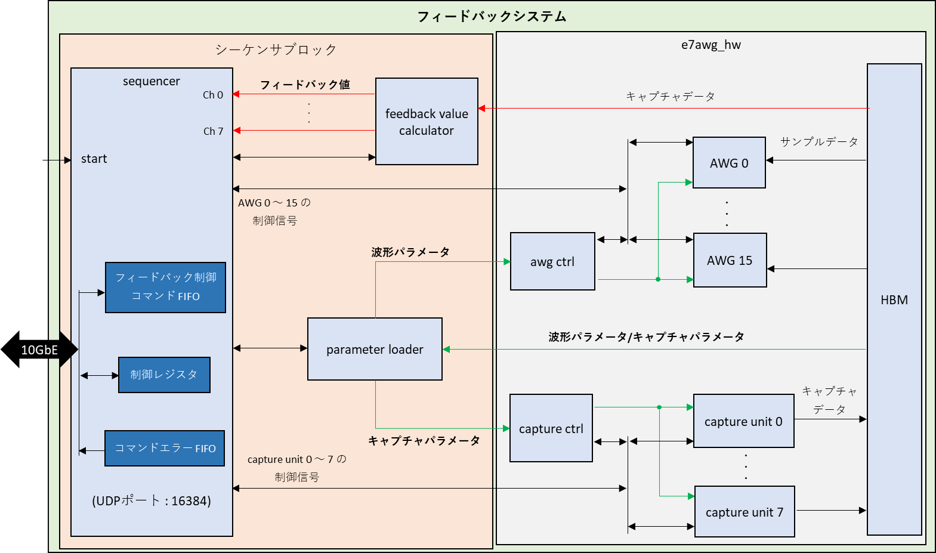 フィードバックシステム
シーケンサブロック
e7awg_hw
sequencer
Ch 0
Ch 7
start
フィードバック値
feedback value
calculator
キャプチャデータ
サンプルデータ
AWG 0
AWG 0 ~ 15 の
制御信号
波形パラメータ
awg ctrl
AWG 15
HBM
フィードバック制御
コマンド FIFO
10GbE
parameter loader
波形パラメータ/キャプチャパラメータ
制御レジスタ
キャプチャ
データ
capture ctrl
capture unit 0
キャプチャパラメータ
コマンドエラー FIFO
capture unit 0 ~ 7 の
制御信号
(UDPポート : 16384)
capture unit 7